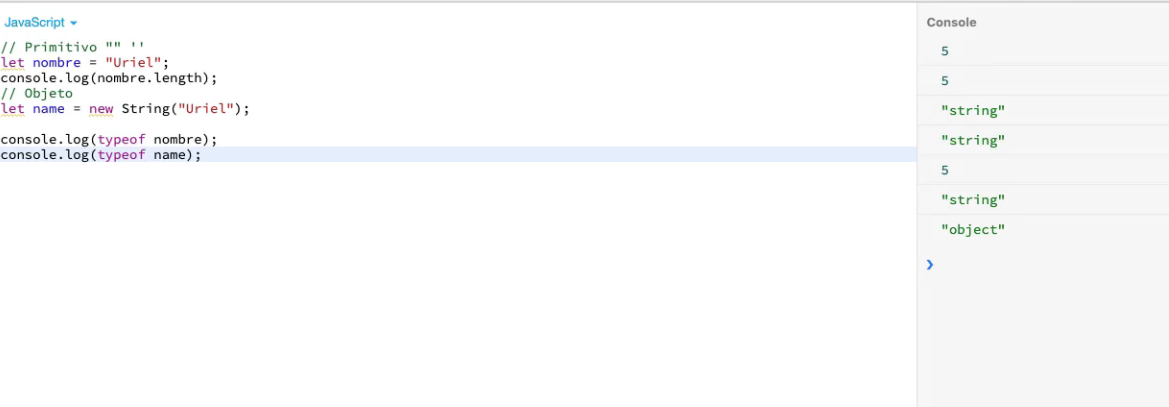 JavaScript
// Primitivo "" ''
let nombre = "Uriel";
console.log(nombre.length);
// Objeto
let name = new String("Uriel");
console.log(typeof nombre);
console.log(typeof name);
Console
5
5
"string"
"string"
5
"string"
"object"